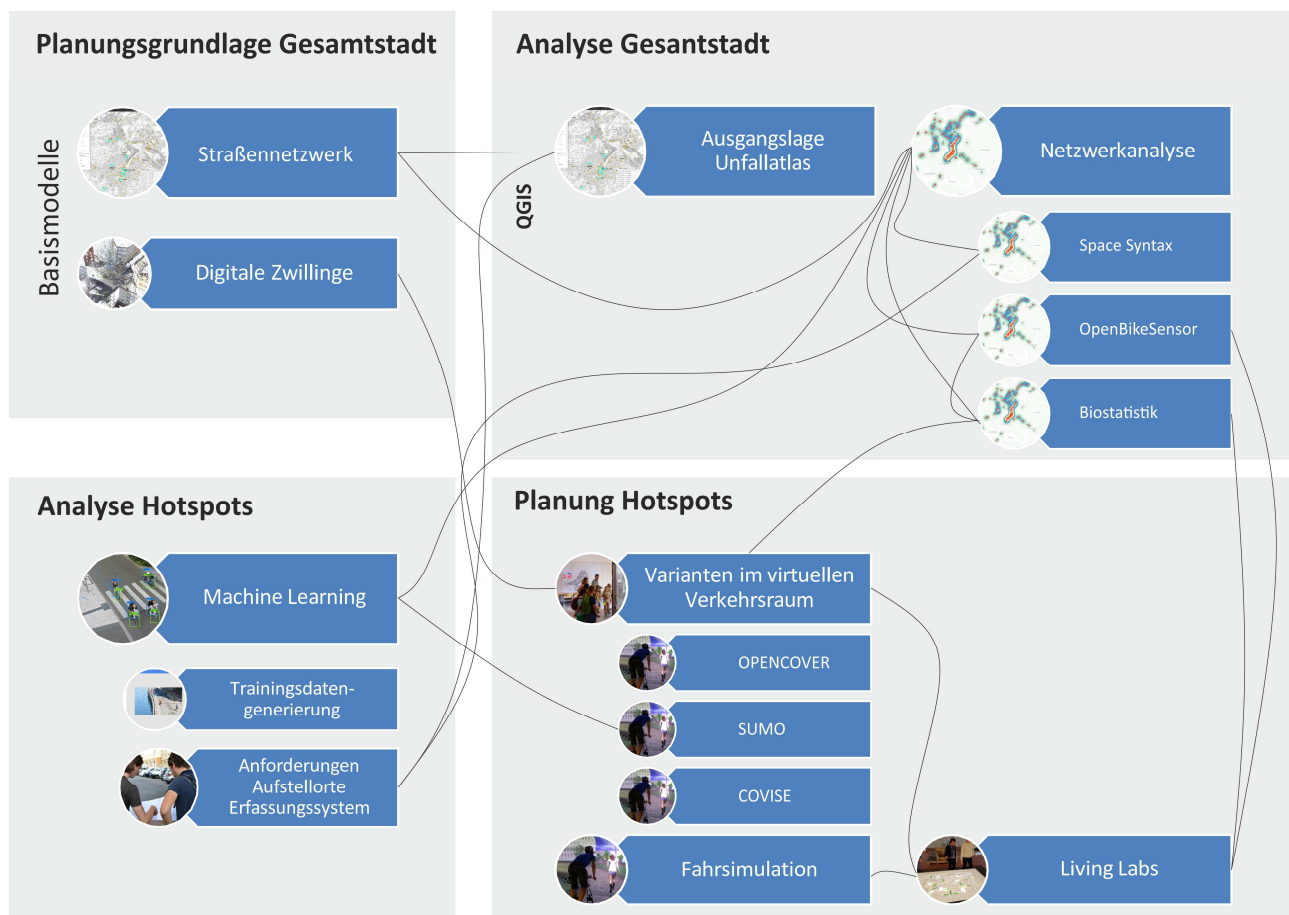 Planungsgrundlage Gesamtstadt
Basismodelle
Straßennetzwerk
Digitale Zwillinge
Analyse Gesantstadt
QGIS
Ausgangslage
Unfallatlas
Netzwerkanalyse
Space Syntax
OpenBikeSensor
Biostatistik
Analyse Hotspots
Machine Learning
Trainingsdaten-
generierung
Anforderungen
Aufstellorte
Erfassungssystem
Planung Hotspots
Varianten im virtuellen
Verkehrsraum
OPENCOVER
SUMO
COVISE
Fahrsimulation
Living Labs